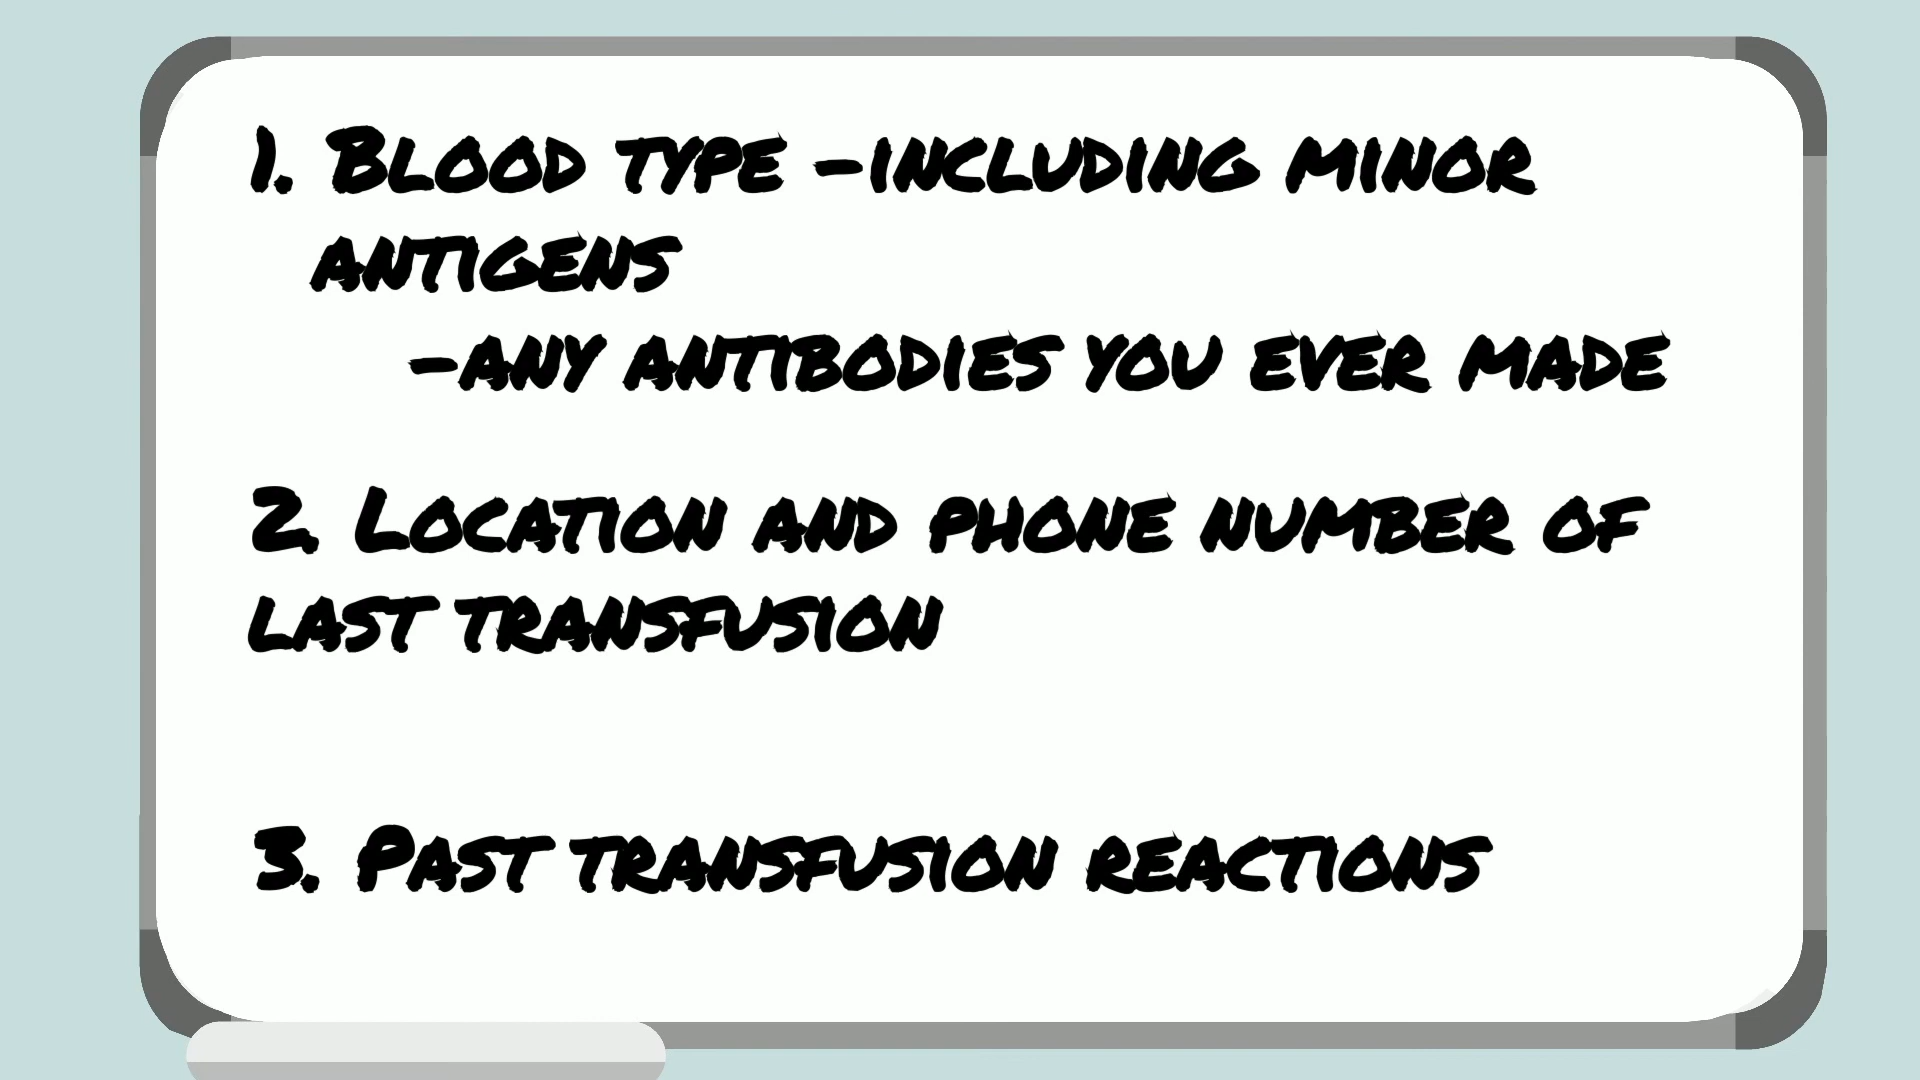 1. Blood type -including minor
antigens
-any antibodies you ever made
2. Location and phone number of
last transfusion
3. Past transfusion reactions